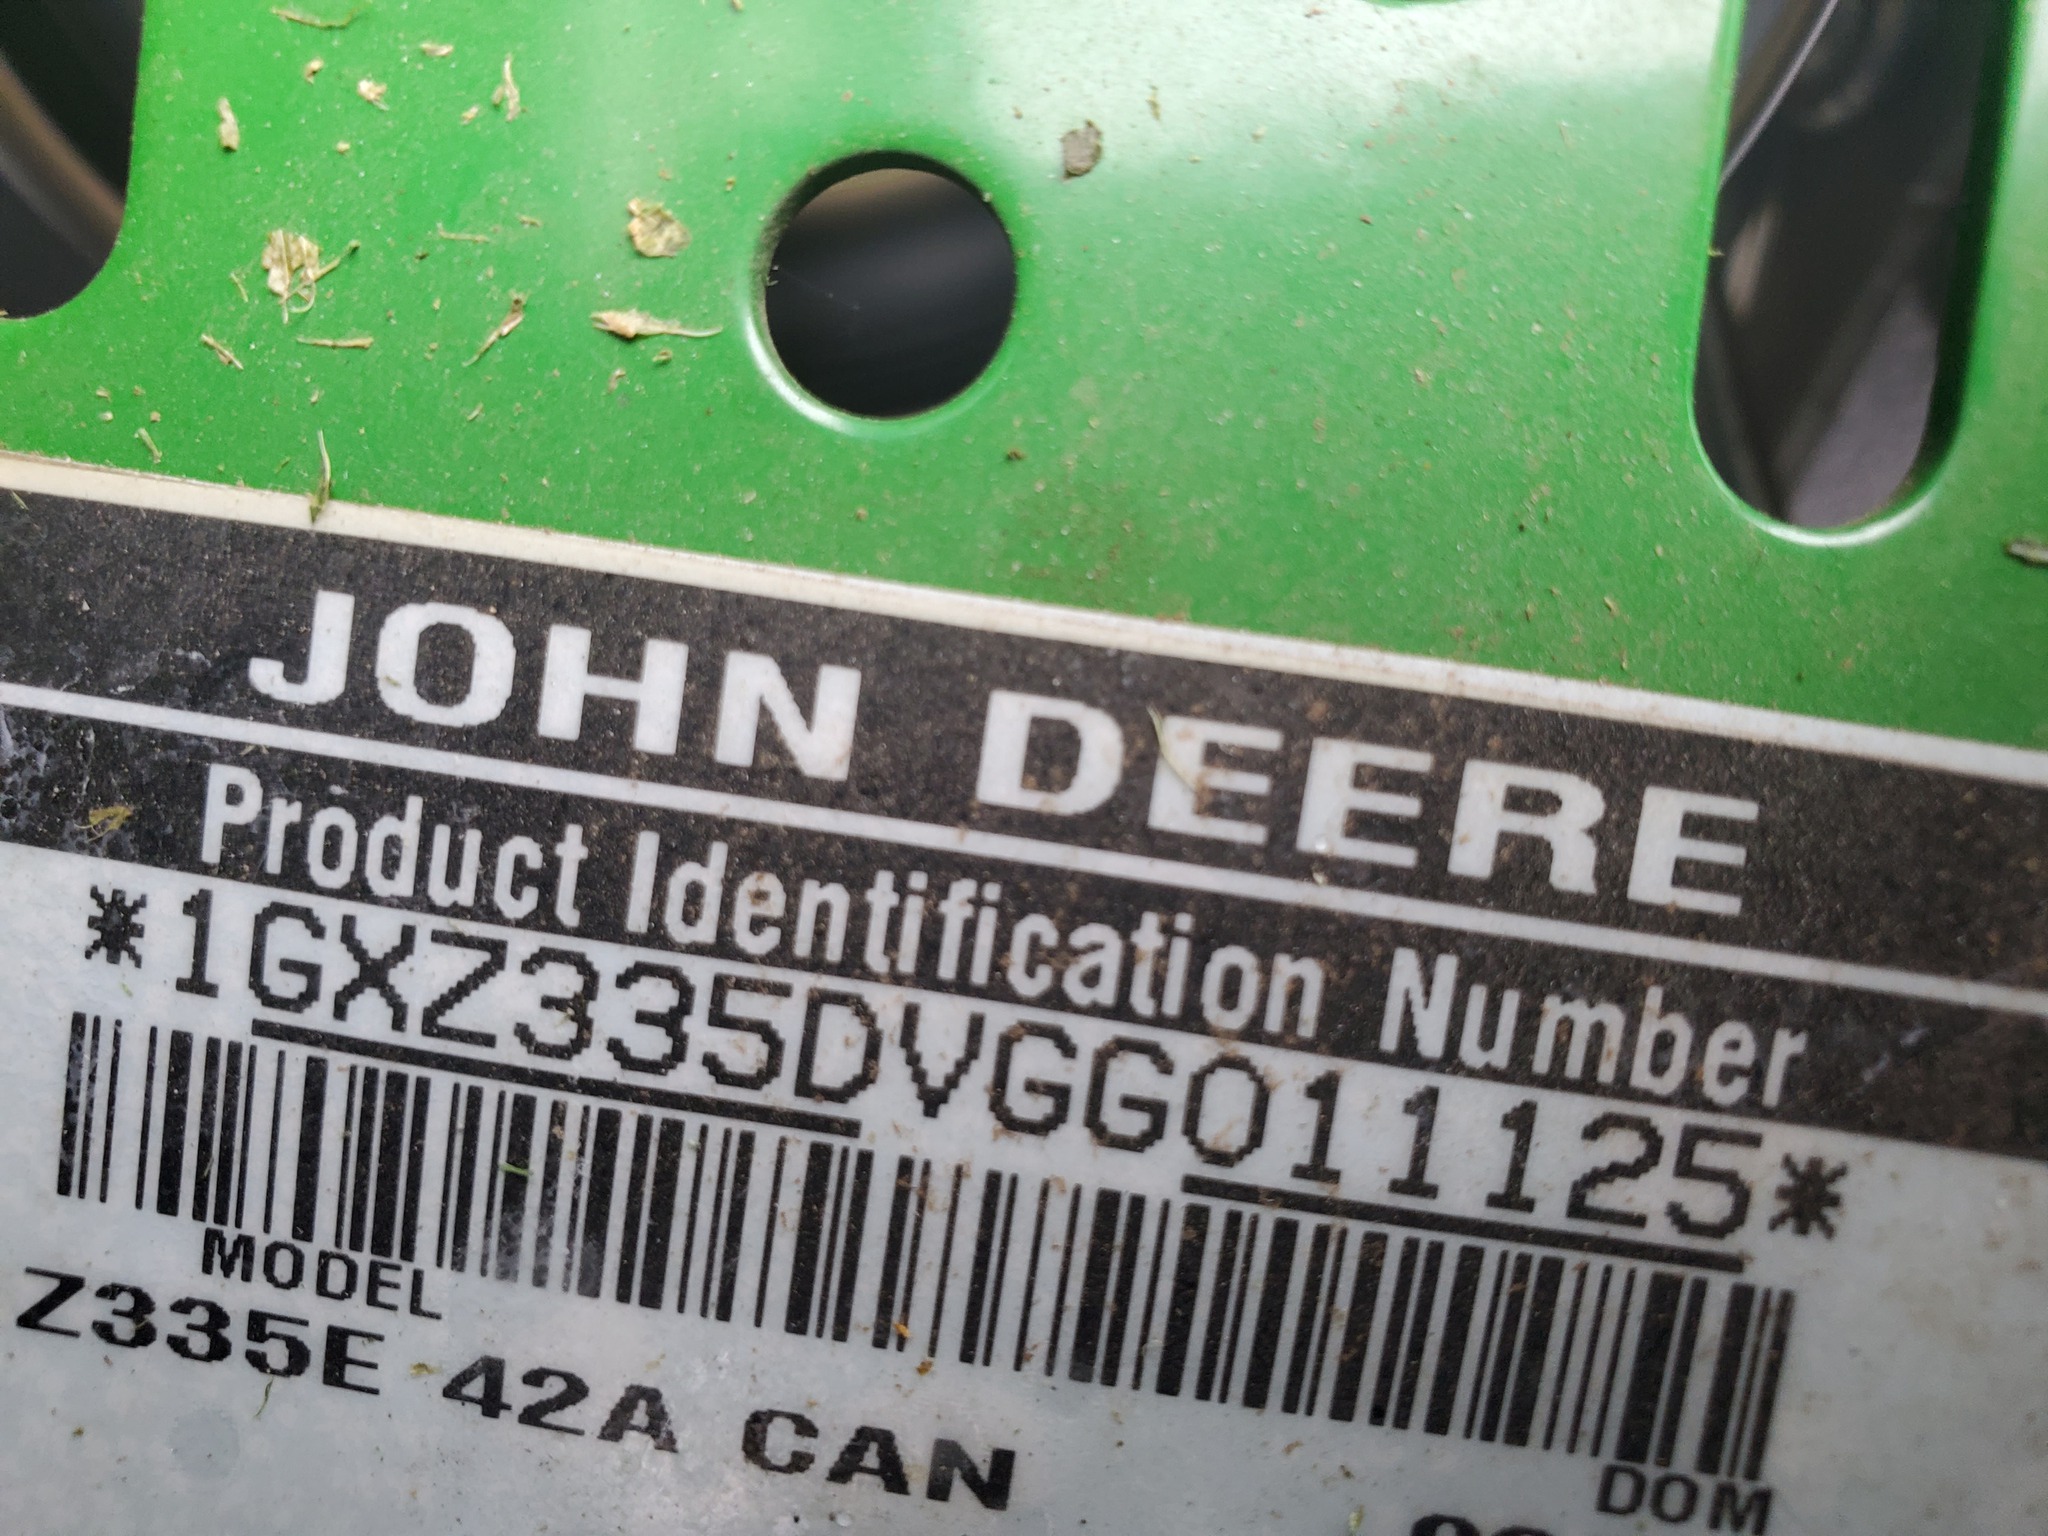 JOHN DEERE
Product Identification Number
*1GXZ335DVGG011125*
MODEL
Z335E 42A CAN
DOM